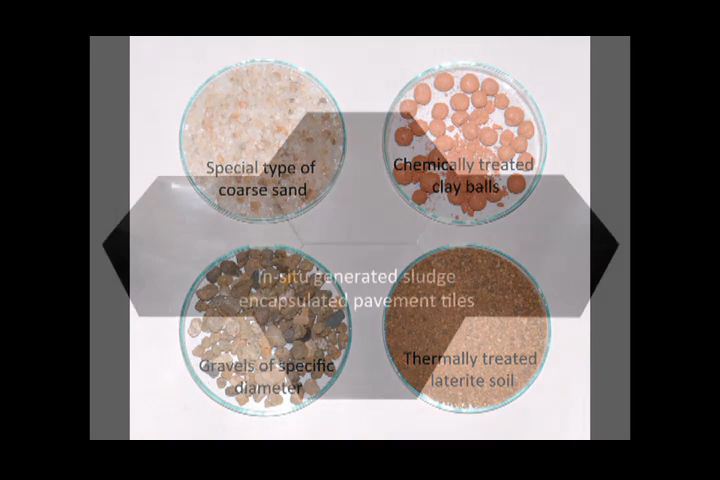 Special type of
coarse sand
Chemically treated
clay balls
In-situ generated sludge
encapsulated pavement tiles
Gravels of specific
diameter
Thermally treated
laterite soil